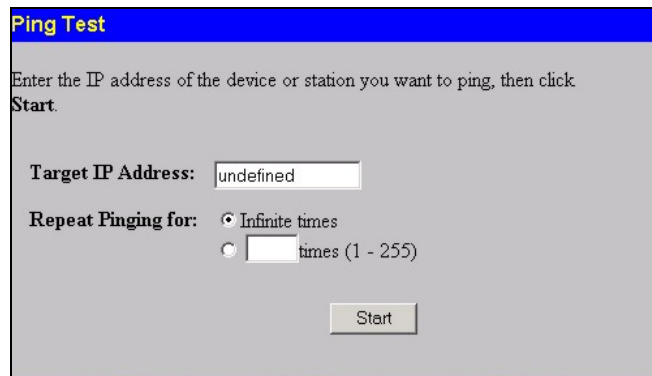 Ping Test
Enter the IP address of the device or station you want to ping, then click
Start.
Target IP Address: undefined
Repeat Pinging for: Infinite times
times (1 - 255)
Start